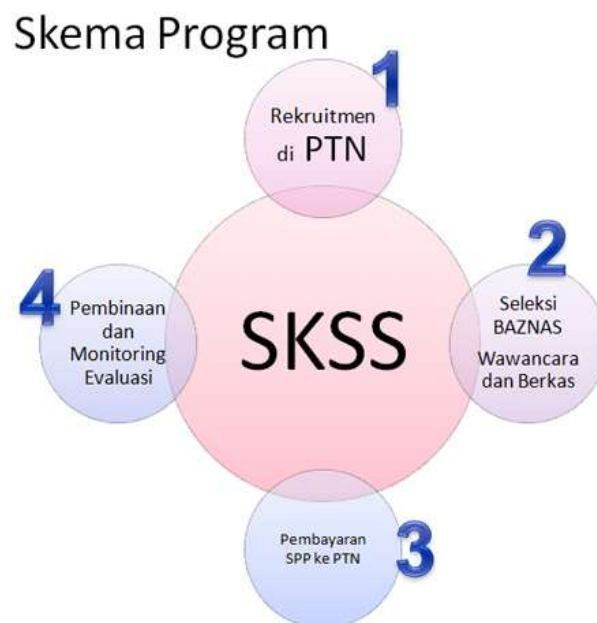 Skema Program
1
Rekruitmen
di PTN
2
Seleksi
BAZNAS
Wawancara
dan Berkas
SKSS
4
Pembinaan
dan
Monitoring
Evaluasi
3
Pembayaran
SPP ke PTN